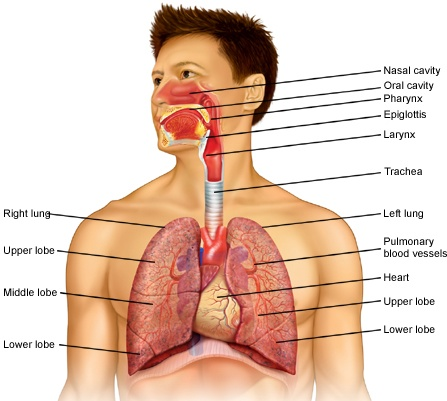 Nasal cavity
Oral cavity
Pharynx
Epiglottis
Larynx
Trachea
Right lung
Left lung
Upper lobe
Pulmonary
blood vessels
Middle lobe
Heart
Upper lobe
Lower lobe
Lower lobe